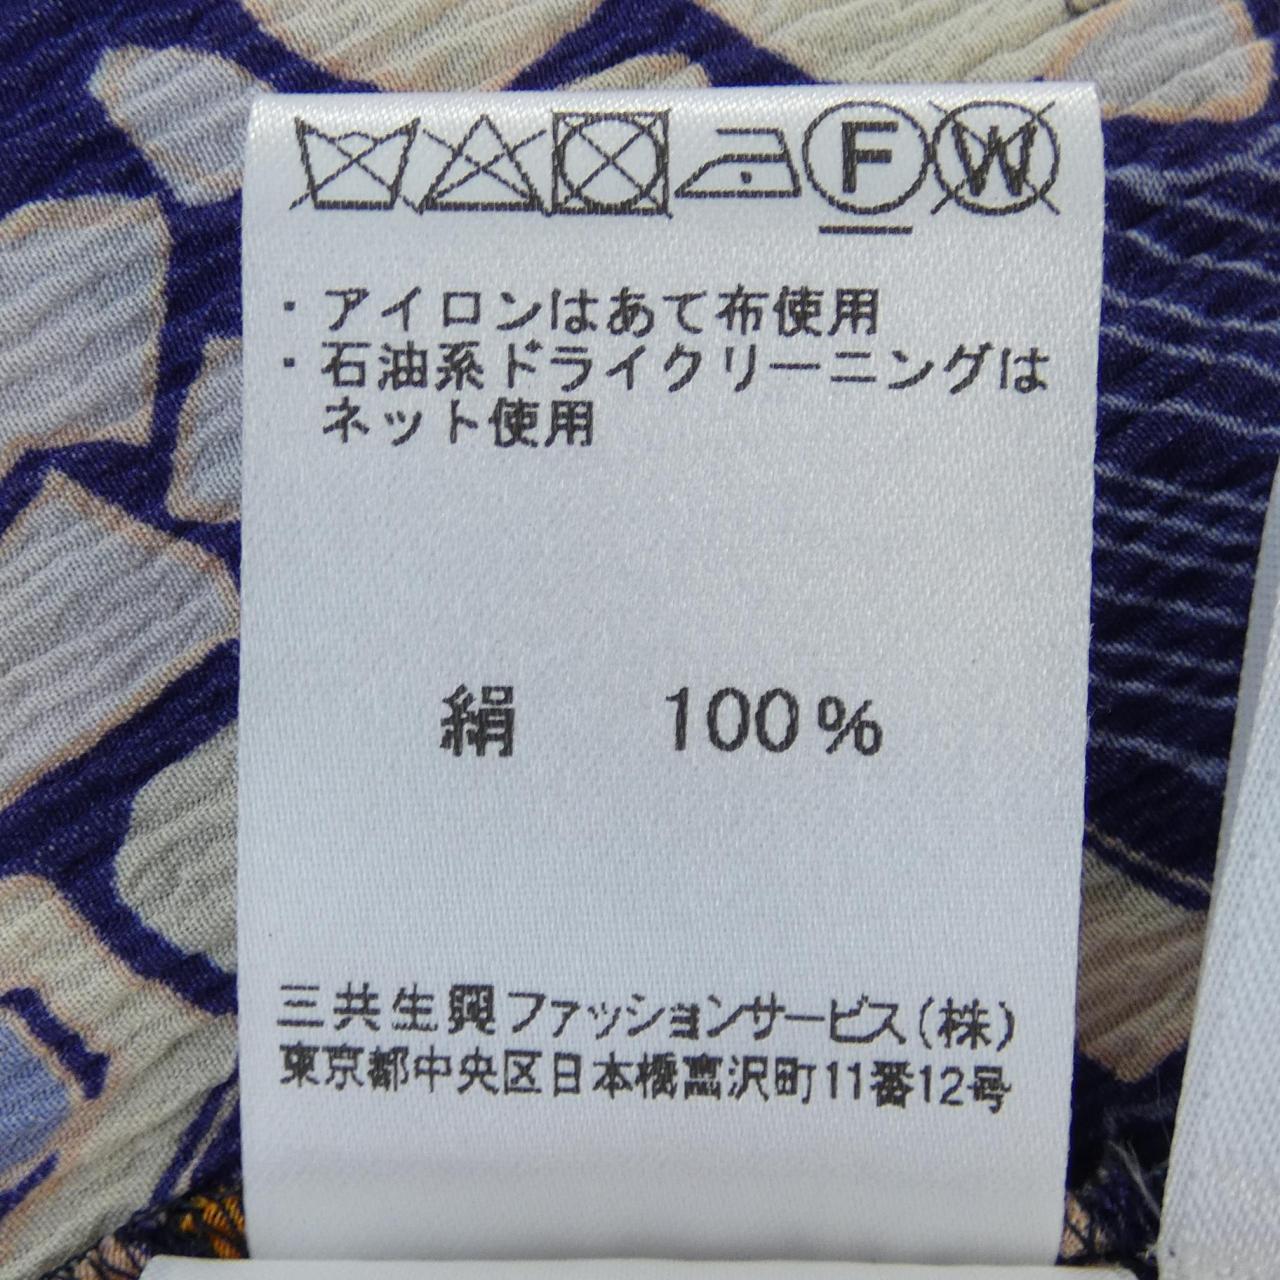 F W
・アイロンはあて布使用
・石油系ドライクリーニングは
ネット使用
絹 100%
三共生興ファッションサービス(株)
東京都中央区日本橋富沢町11番12号